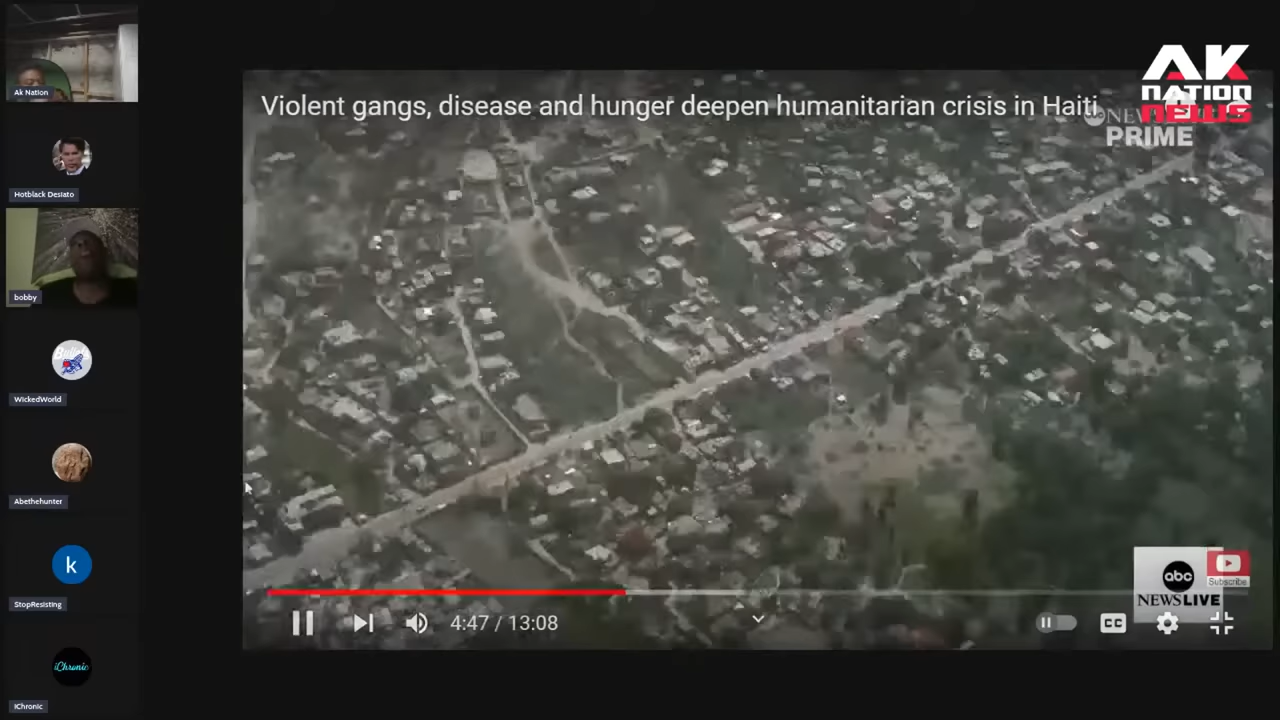 Ak Nation
Hotblack Desiato
bobby
WickedWorld
Abethehunter
k
StopResisting
iChronic
IChronic
Violent gangs, disease and hunger deepen humanitarian crisis in Haiti
AK
NATION
NEWS
PRIME
4:47 / 13:08
CC
abc
NEWS LIVE
Subscribe